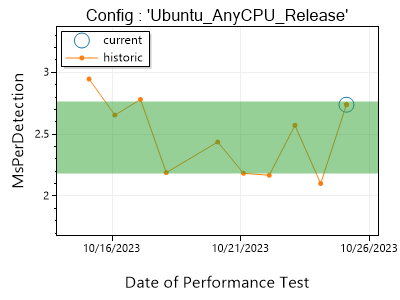 Config : 'Ubuntu_AnyCPU_Release'
current
historic
3
2.5
2
MsPerDetection
10/16/2023 10/21/2023 10/26/2023
Date of Performance Test